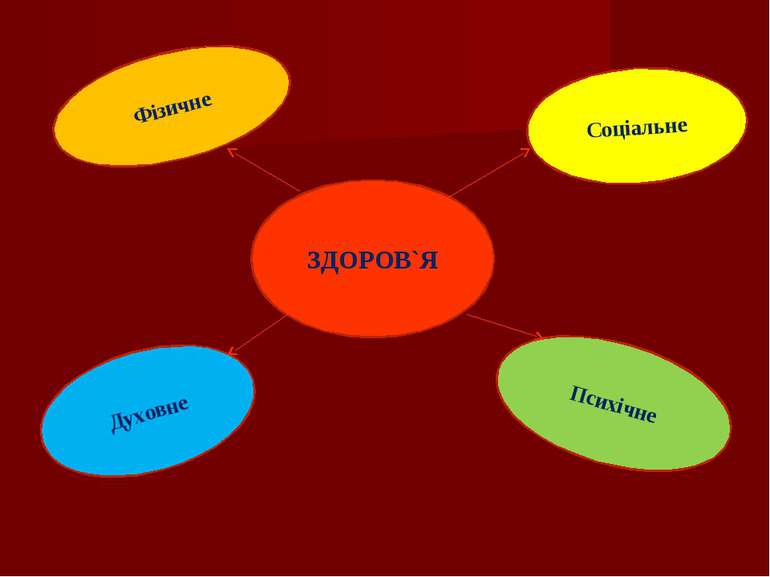 Фізичне
Соціальне
ЗДОРОВ`Я
Духовне
Психічне